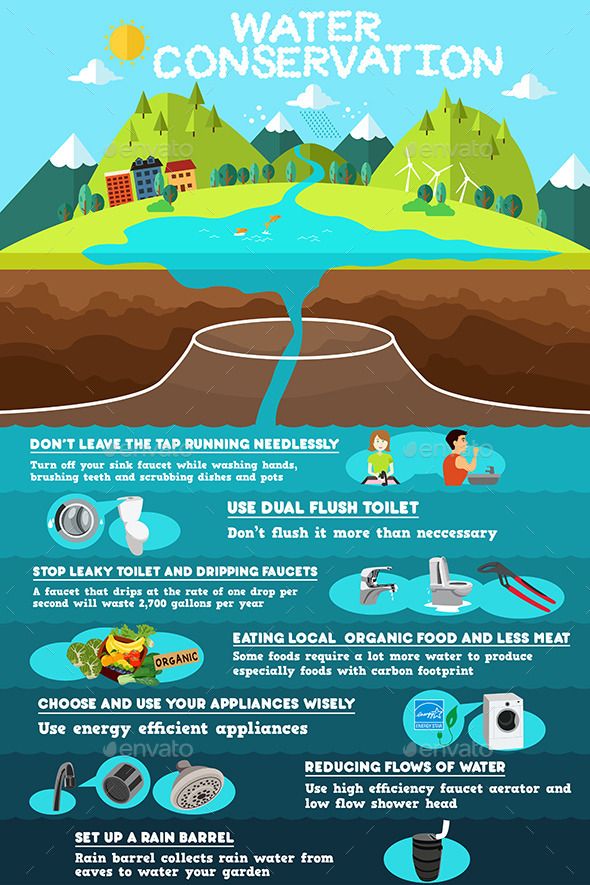 WATER
CONSERVATION
DON'T LEAVE THE TAP RUNNING NEEDLESSLY
Turn off your sink faucet while washing hands,
brushing teeth and scrubbing dishes and pots
USE DUAL FLUSH TOILET
Don't flush it more than neccessary
STOP LEAKY TOILET AND DRIPPING FAUCETS
A faucet that drips at the rate of one drop per
second will waste 2,700 gallons per year
ORGANIC
EATING LOCAL ORGANIC FOOD AND LESS MEAT
Some foods require a lot more water to produce
especially foods with carbon footprint
CHOOSE AND USE YOUR APPLIANCES WISELY
Use energy efficient appliances
energy
ENERGY STAR
REDUCING FLOWS OF WATER
Use high efficiency faucet aerator and
low flow shower head
SET UP A RAIN BARREL
Rain barrel collects rain water from
eaves to water your garden
envato